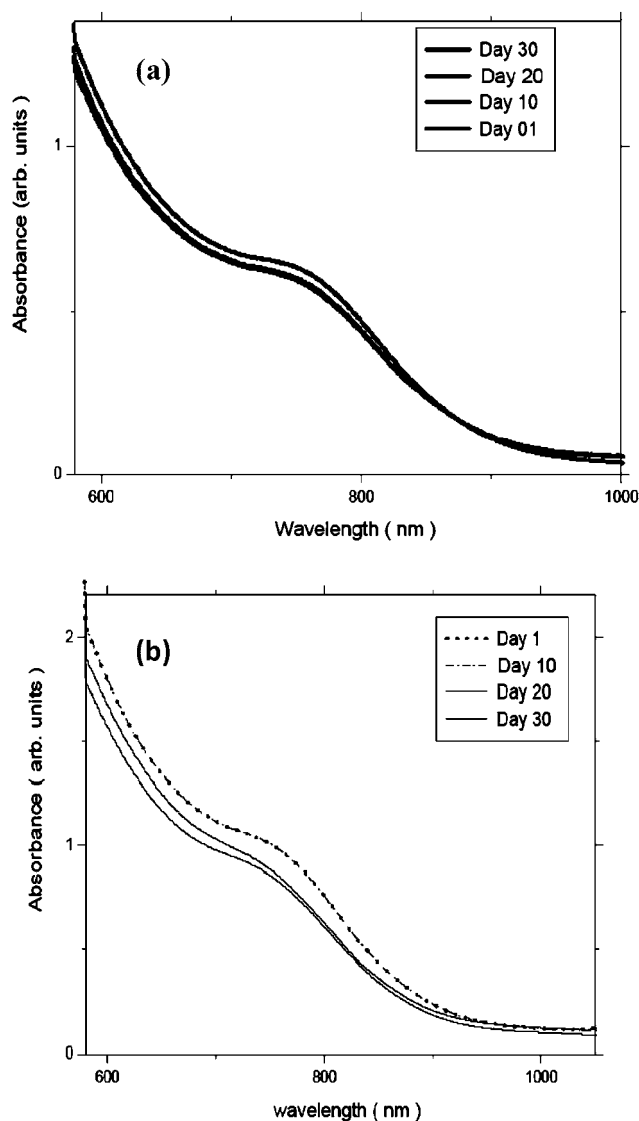 (a)
Day 30
Day 20
Day 10
Day 01
Absorbance (arb. units )
1
0
600
800
1000
Wavelength ( nm )
(b)
Day 1
Day 10
Day 20
Day 30
Absorbance ( arb. units )
2
1
0
600
800
1000
wavelength ( nm )